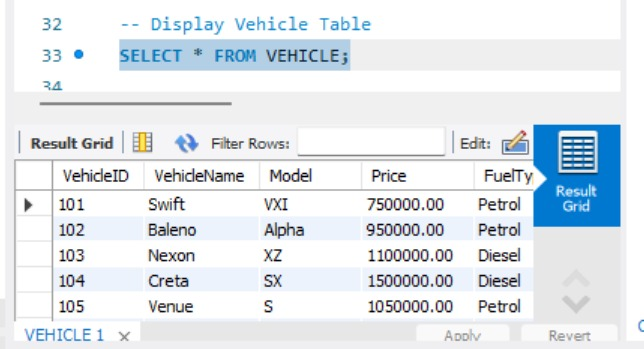 32 -- Display Vehicle Table
33 SELECT * FROM VEHICLE;
34
Result Grid Filter Rows: Edit:
VehicleID VehicleName Model Price FuelTy
101 Swift VXI 750000.00 Petrol
102 Baleno Alpha 950000.00 Petrol
103 Nexon XZ 1100000.00 Diesel
104 Creta SX 1500000.00 Diesel
105 Venue S 1050000.00 Petrol
Result
Grid
VEHICLE 1 × Apply Revert